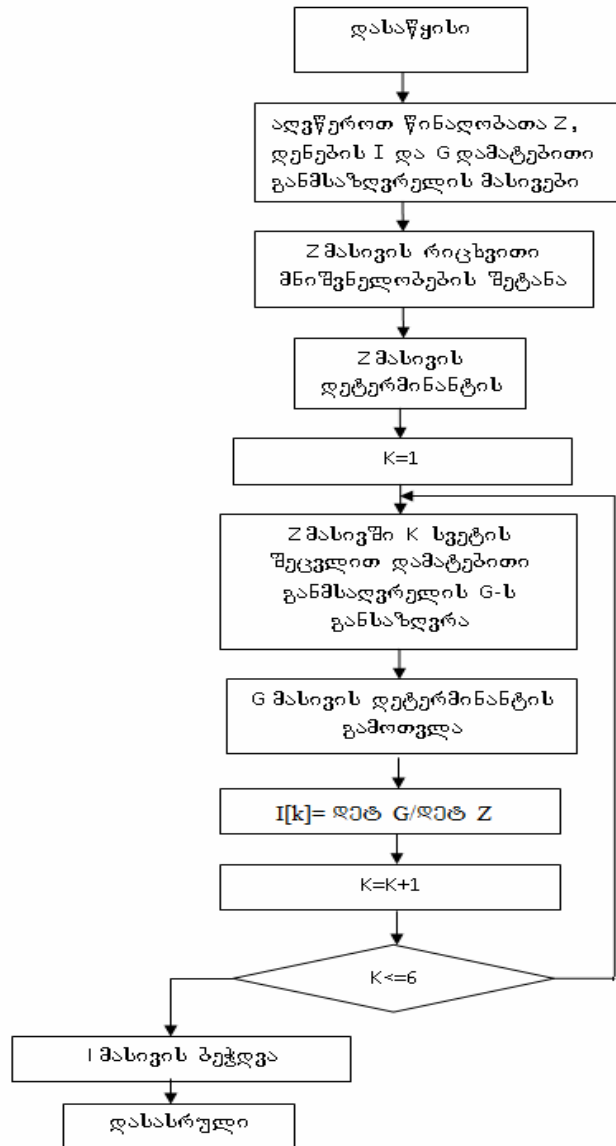 დასაწყისი
აღვწეროთ წინაღობათა Z,
დენების I და G დამატებითი
განმსაზღვრელის მასივები
Z მასივის რიცხვითი
მნიშვნელობების შეტანა
Z მასივის
დეტერმინანტის
K=1
Z მასივში K სვეტის
შეცვლით დამატებითი
განმსაღვრელის G-ს
განსაზღვრა
G მასივის დეტერმინანტის
გამოთვლა
I[k]= დეტ G/დეტ Z
K=K+1
K<=6
I მასივის ბეჭდვა
დასასრული